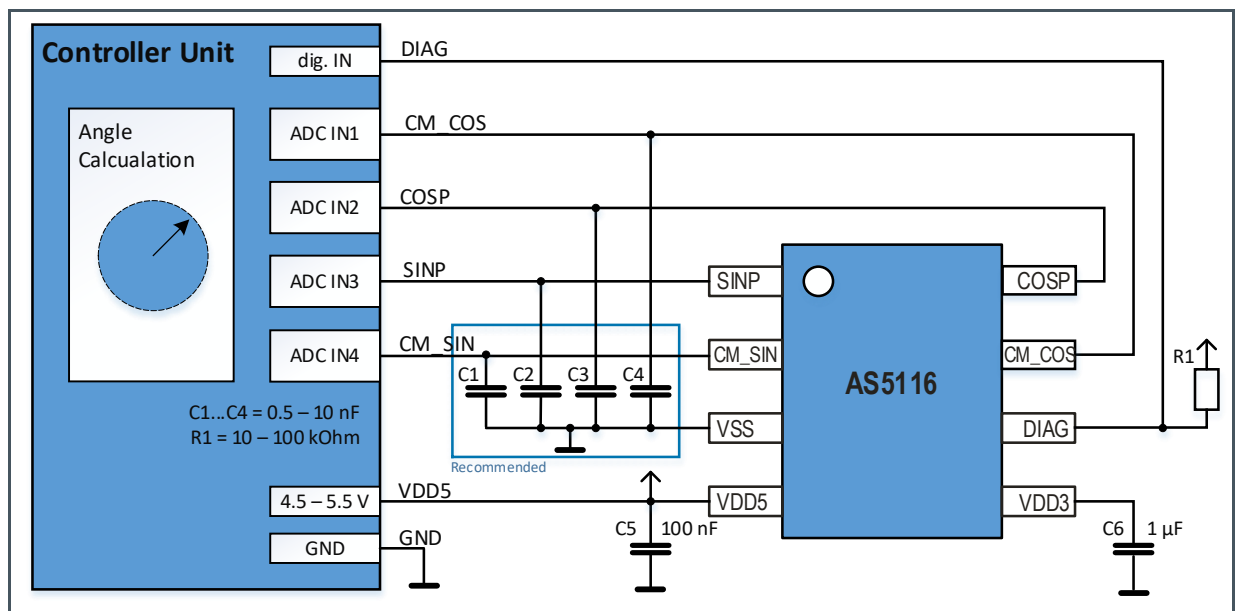 Controller Unit
dig. IN
DIAG
Angle
Calcualation
ADC IN1
CM_COS
ADC IN2
COSP
ADC IN3
SINP
ADC IN4
CM_SIN
C1...C4 = 0.5 – 10 nF
R1 = 10 – 100 kOhm
4.5 – 5.5 V
VDD5
GND
GND
C1
C2
C3
C4
Recommended
C5
100 nF
SINP
CM_SIN
VSS
VDD5
AS5116
COSP
CM_COS
DIAG
VDD3
R1
C6
1 µF